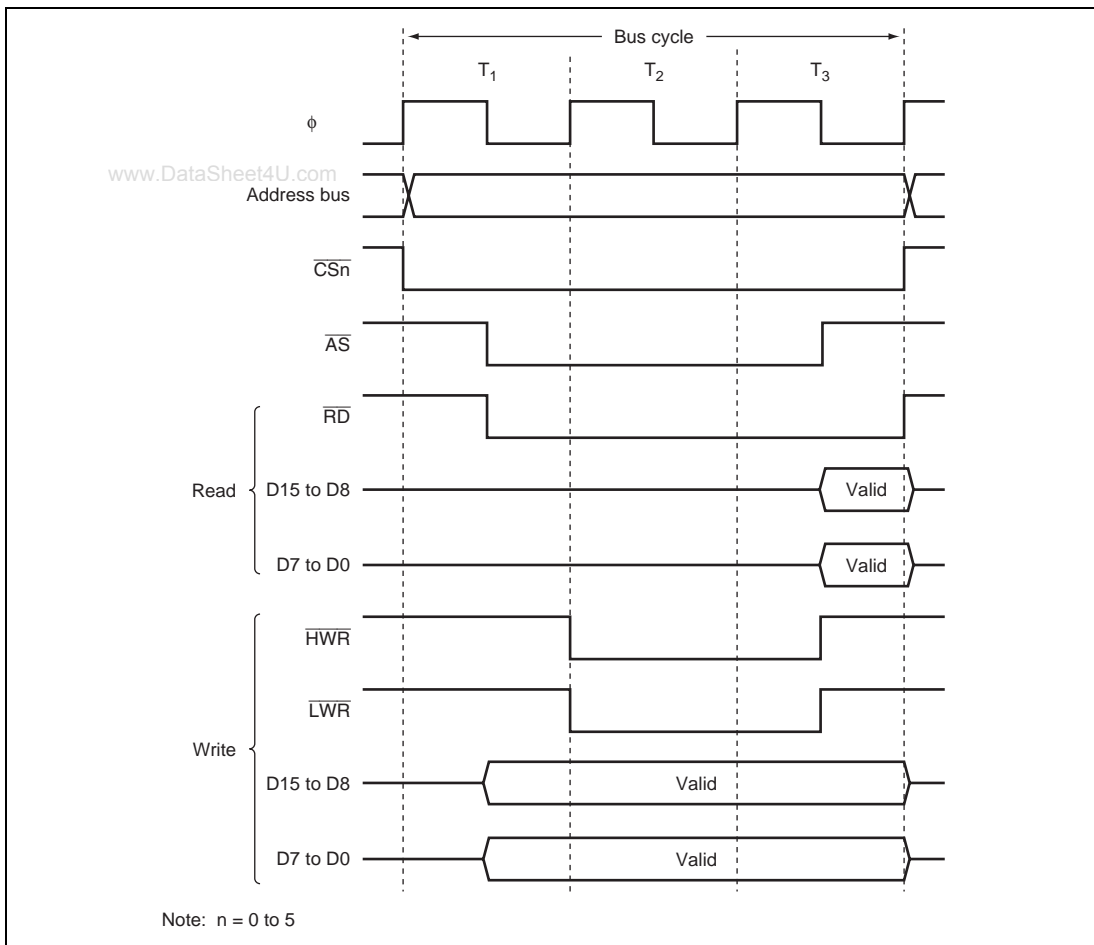 Bus cycle
T1 T2 T3
φ
www.DataSheet4U.com
Address bus
CSn
AS
RD
Read
D15 to D8 Valid
D7 to D0 Valid
HWR
LWR
Write
D15 to D8 Valid
D7 to D0 Valid
Note: n = 0 to 5